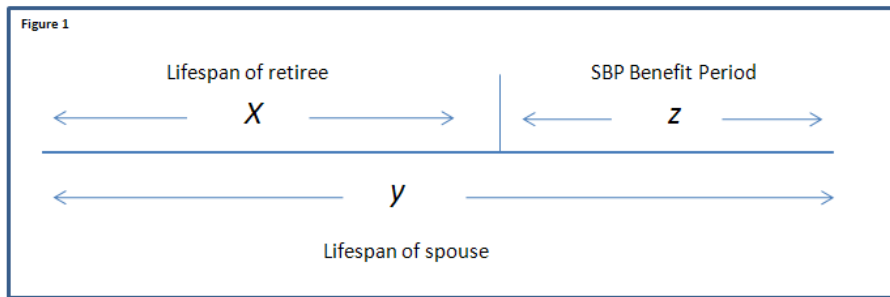 Figure 1
Lifespan of retiree SBP Benefit Period
X z
y
Lifespan of spouse